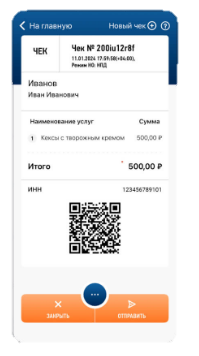 На главную Новый чек
ЧЕК
Чек № 200iu12r8f
11.01.2024 17:59:58(+04:00),
Режим НО: НПД
Иванов
Иван Иванович
Наименование услуг Сумма
1 Кексы с творожным кремом 500,00 ₽
Итого 500,00 ₽
ИНН 123456789101
ЗАКРЫТЬ ОТПРАВИТЬ